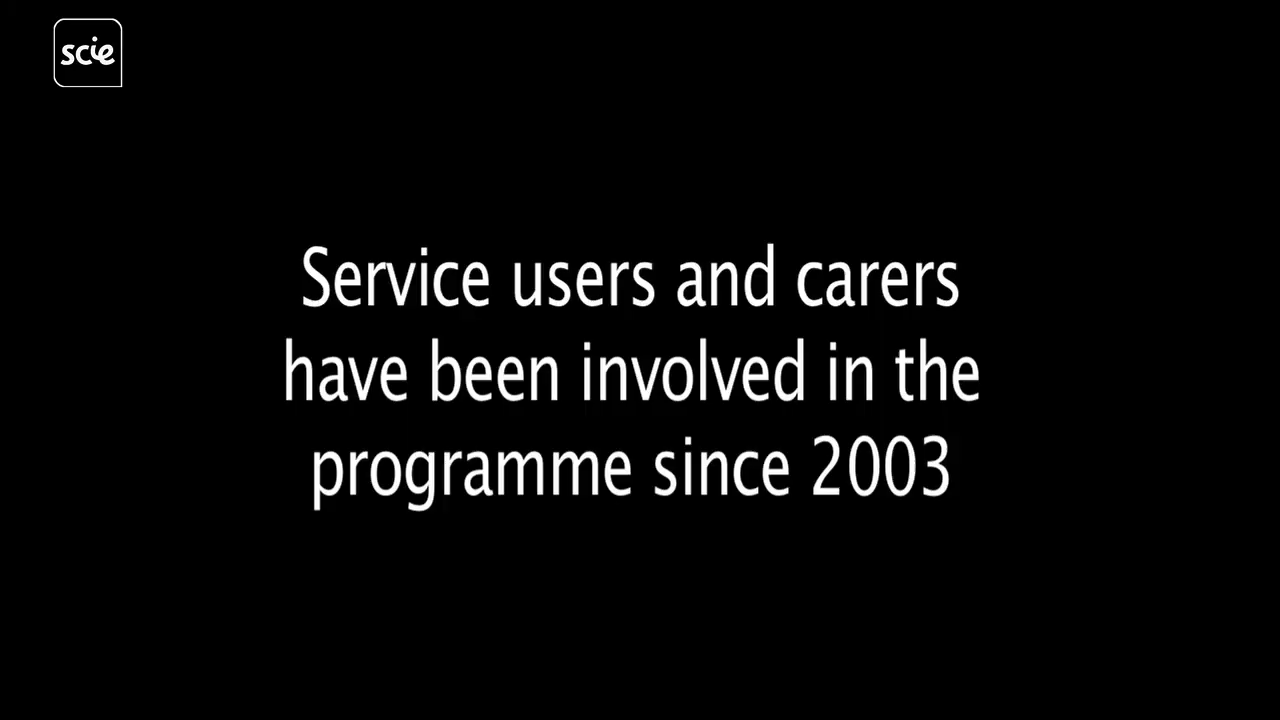 scie
Service users and carers
have been involved in the
programme since 2003